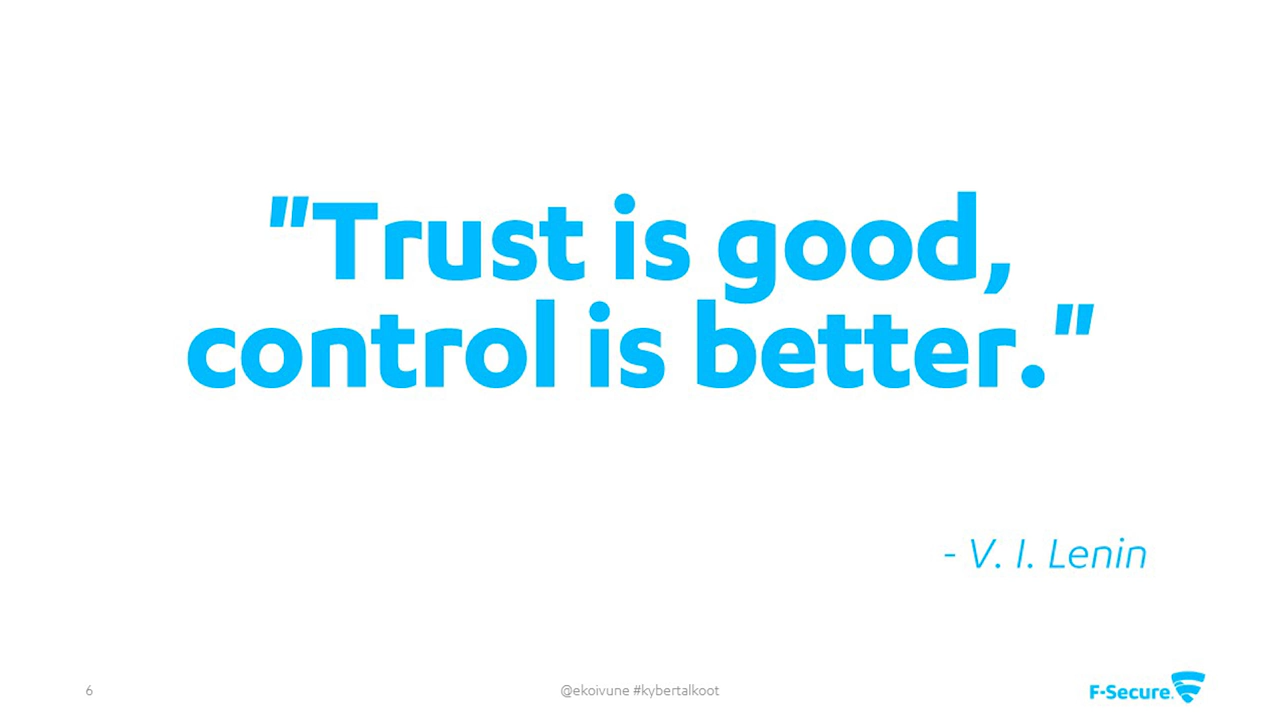 "Trust is good,
control is better."
- V. I. Lenin
6
@ekoivune #kybertalkoot
F-Secure.